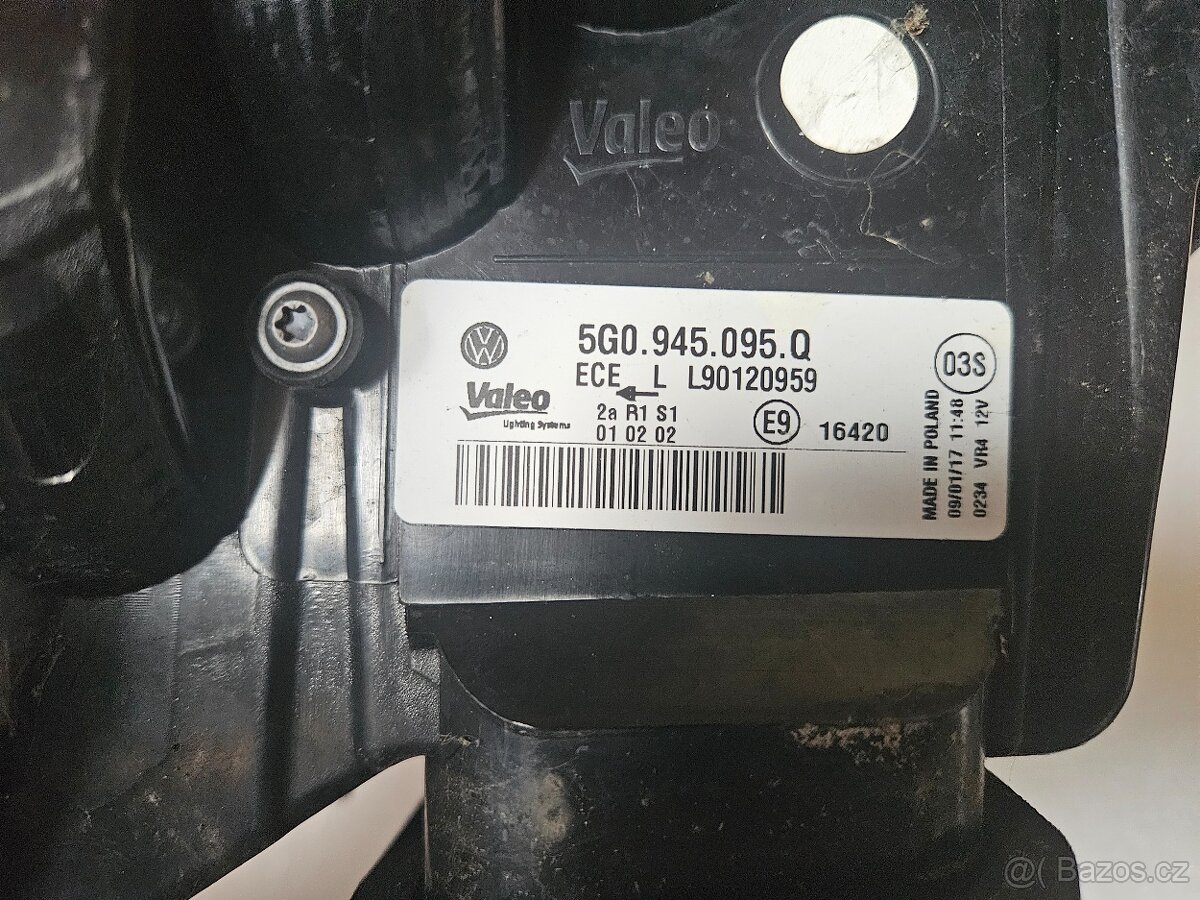 Valeo
5G0.945.095.Q
ECE L L90120959
Valeo
Lighting Systems
2a R1 S1
01 02 02
E9
16420
03S
MADE IN POLAND
09/01/17 11:48
0234 VR4 12V
@( Bazos.cz